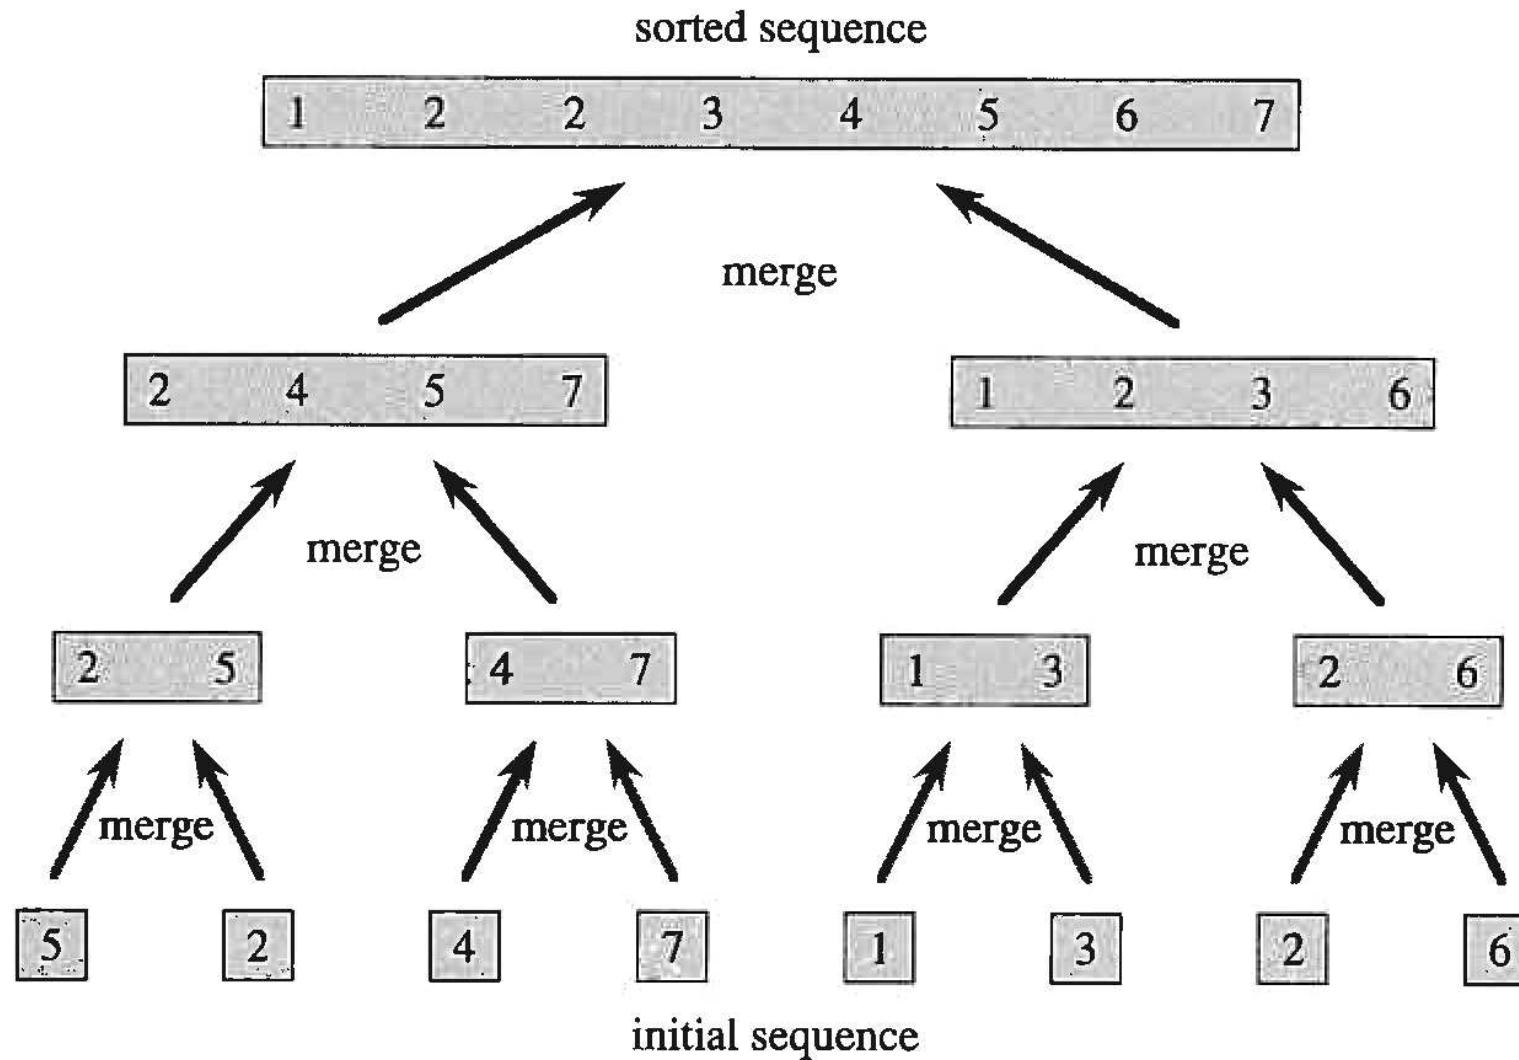 sorted sequence
1 2 2 3 4 5 6 7
merge
2 4 5 7
1 2 3 6
merge
merge
2 5
4 7
1 3
2 6
merge
merge
merge
merge
5
2
4
7
1
3
2
6
initial sequence